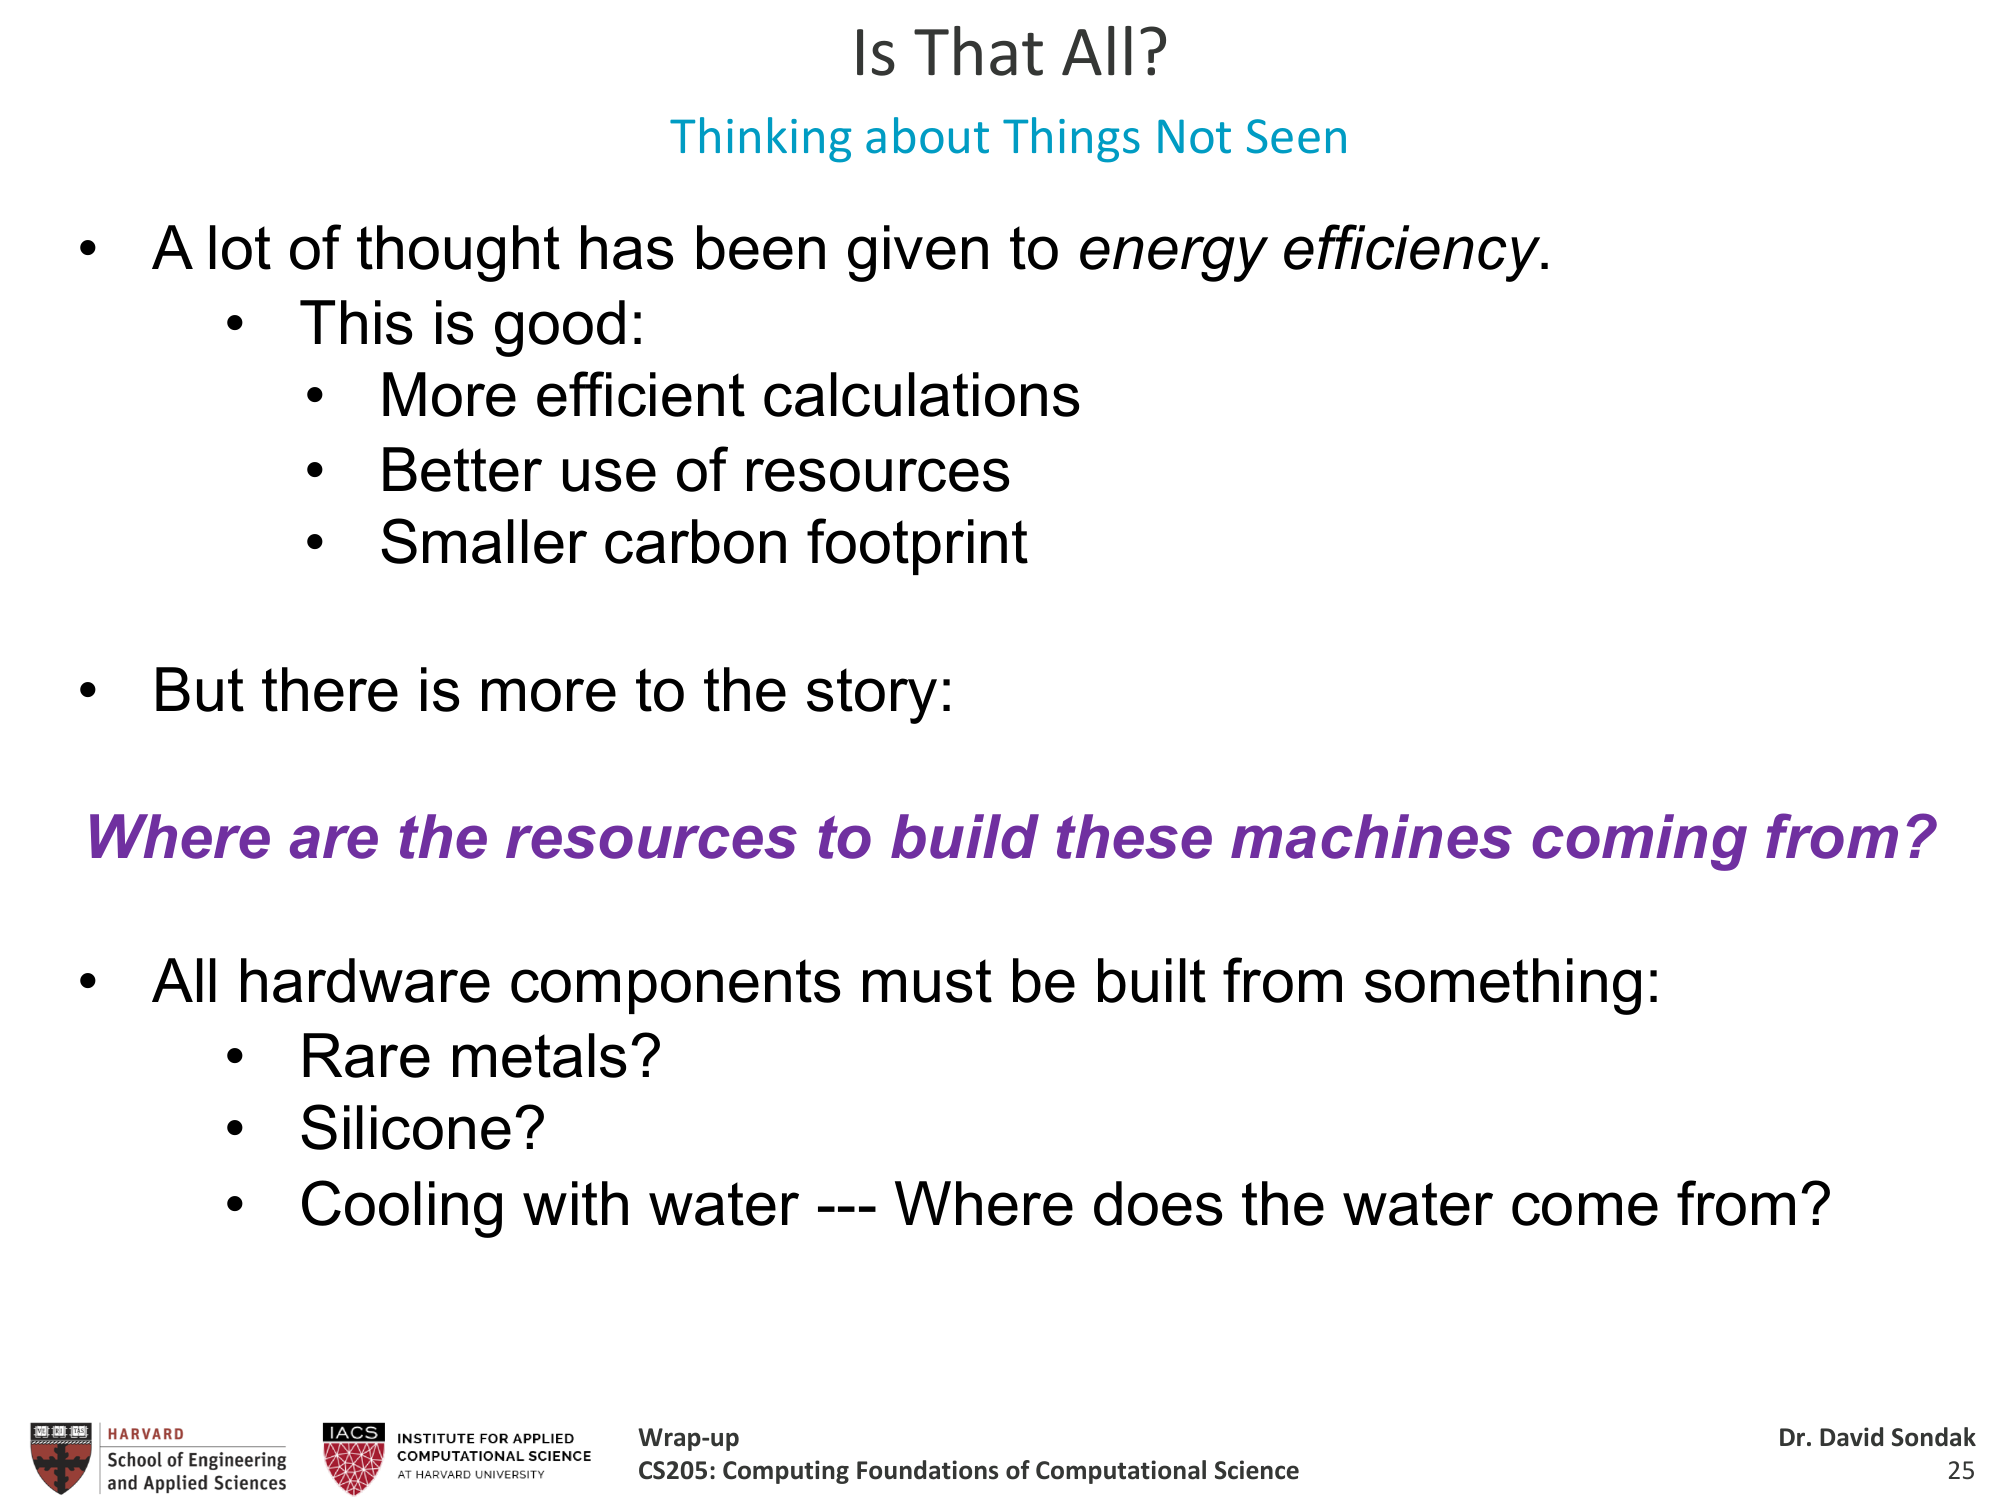 Is That All?
Thinking about Things Not Seen
• A lot of thought has been given to energy efficiency.
• This is good:
• More efficient calculations
• Better use of resources
• Smaller carbon footprint
• But there is more to the story:
Where are the resources to build these machines coming from?
• All hardware components must be built from something:
• Rare metals?
• Silicone?
• Cooling with water --- Where does the water come from?
HARVARD
School of Engineering
and Applied Sciences
IACS
INSTITUTE FOR APPLIED
COMPUTATIONAL SCIENCE
AT HARVARD UNIVERSITY
Wrap-up
CS205: Computing Foundations of Computational Science
Dr. David Sondak
25